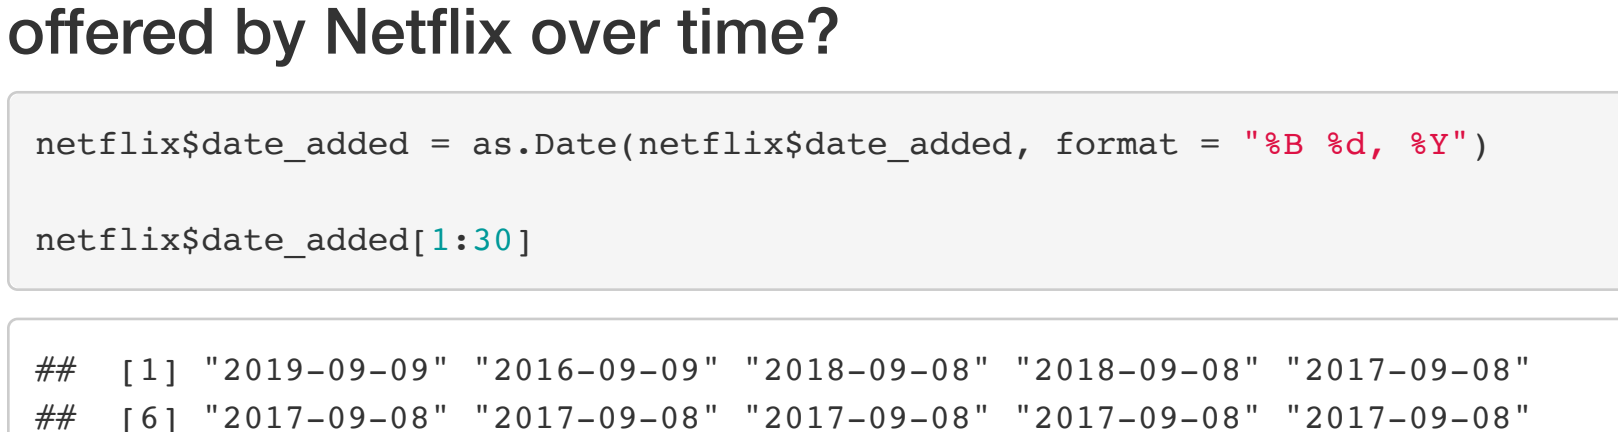 offered by Netflix over time?
netflix$date_added = as.Date(netflix$date_added, format = "%B %d, %Y")
netflix$date_added[1:30]
##  [1] "2019-09-09" "2016-09-09" "2018-09-08" "2018-09-08" "2017-09-08"
##  [6] "2017-09-08" "2017-09-08" "2017-09-08" "2017-09-08" "2017-09-08"